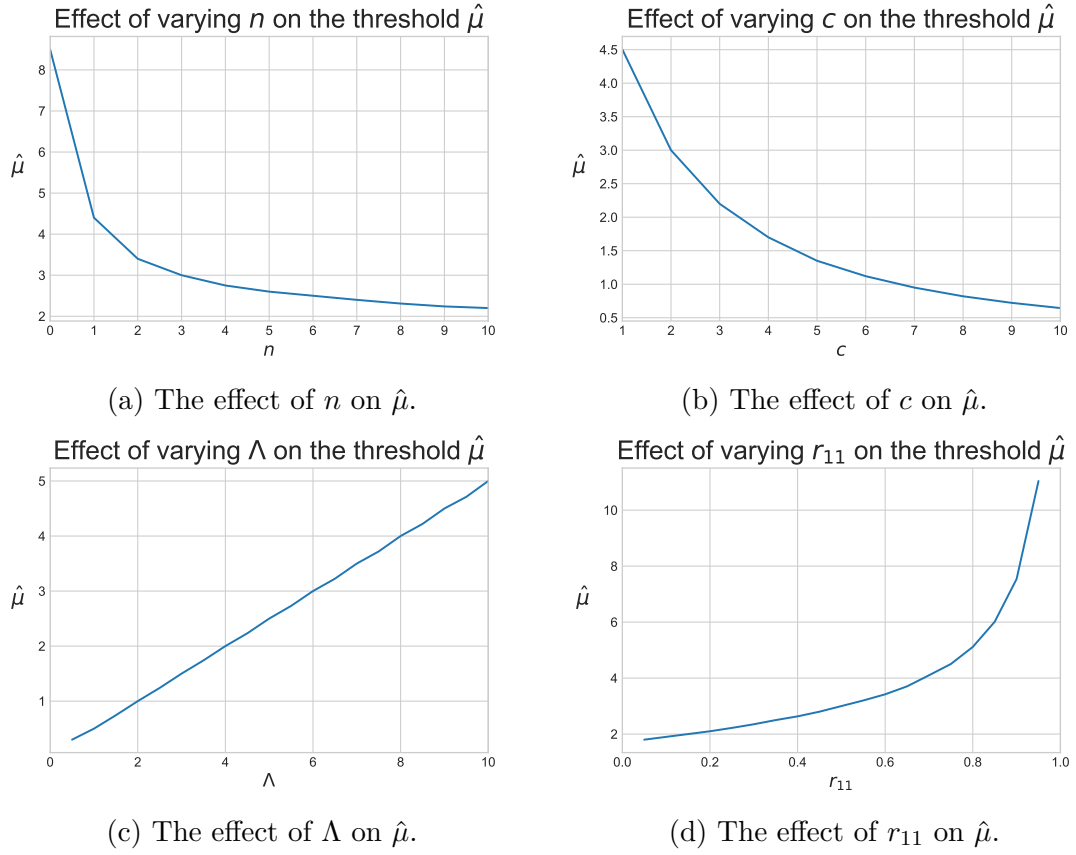 Effect of varying n on the threshold μ̂
8
7
6
5
4
3
2
μ̂
0 1 2 3 4 5 6 7 8 9 10
n
(a) The effect of n on μ̂.
Effect of varying c on the threshold μ̂
4.5
4.0
3.5
3.0
2.5
2.0
1.5
1.0
0.5
μ̂
1 2 3 4 5 6 7 8 9 10
c
(b) The effect of c on μ̂.
Effect of varying Λ on the threshold μ̂
5
4
3
2
1
μ̂
0 2 4 6 8 10
Λ
(c) The effect of Λ on μ̂.
Effect of varying r₁₁ on the threshold μ̂
10
8
6
4
2
μ̂
0.0 0.2 0.4 0.6 0.8 1.0
r₁₁
(d) The effect of r₁₁ on μ̂.